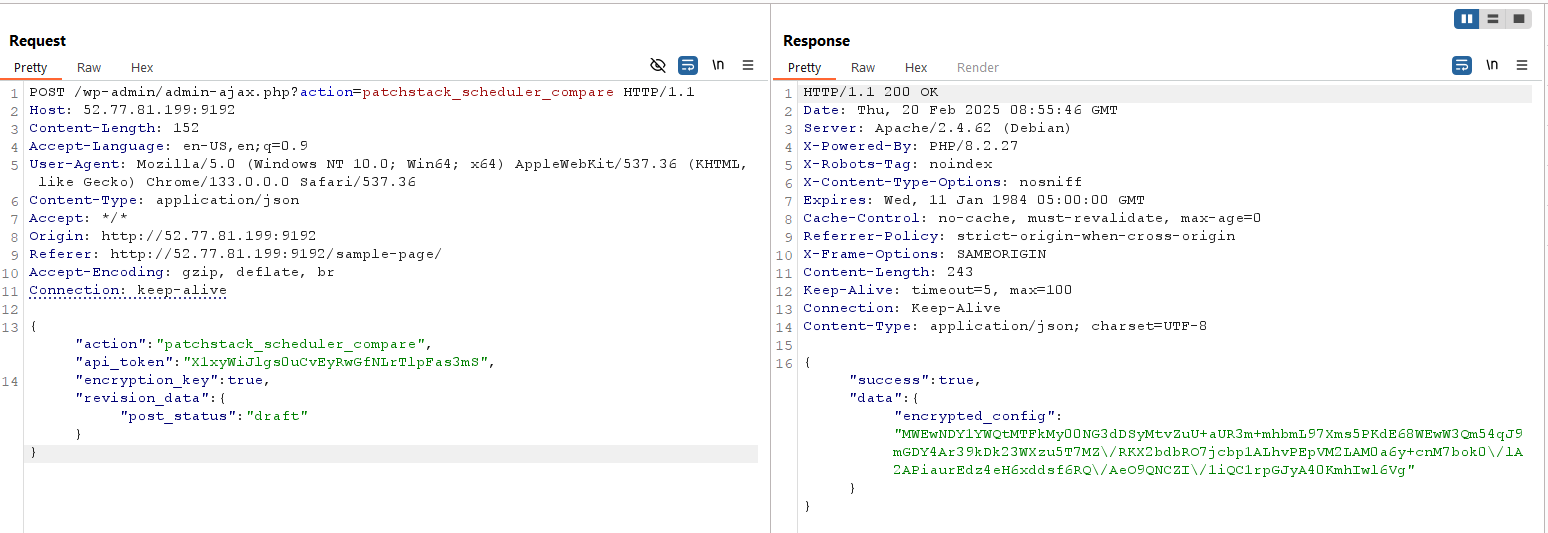 Request
Pretty Raw Hex \n
1 POST /wp-admin/admin-ajax.php?action=patchstack_scheduler_compare HTTP/1.1
2 Host: 52.77.81.199:9192
3 Content-Length: 152
4 Accept-Language: en-US,en;q=0.9
5 User-Agent: Mozilla/5.0 (Windows NT 10.0; Win64; x64) AppleWebKit/537.36 (KHTML,
like Gecko) Chrome/133.0.0.0 Safari/537.36
6 Content-Type: application/json
7 Accept: */*
8 Origin: http://52.77.81.199:9192
9 Referer: http://52.77.81.199:9192/sample-page/
10 Accept-Encoding: gzip, deflate, br
11 Connection: keep-alive
12
13 {
"action":"patchstack_scheduler_compare",
"api_token":"X1xyWiJlgs0uCvEyRwGfNLrTlpFas3mS",
14 "encryption_key":true,
"revision_data":{
"post_status":"draft"
}
}
Response
Pretty Raw Hex Render \n
1 HTTP/1.1 200 OK
2 Date: Thu, 20 Feb 2025 08:55:46 GMT
3 Server: Apache/2.4.62 (Debian)
4 X-Powered-By: PHP/8.2.27
5 X-Robots-Tag: noindex
6 X-Content-Type-Options: nosniff
7 Expires: Wed, 11 Jan 1984 05:00:00 GMT
8 Cache-Control: no-cache, must-revalidate, max-age=0
9 Referrer-Policy: strict-origin-when-cross-origin
10 X-Frame-Options: SAMEORIGIN
11 Content-Length: 243
12 Keep-Alive: timeout=5, max=100
13 Connection: Keep-Alive
14 Content-Type: application/json; charset=UTF-8
15
16 {
"success":true,
"data":{
"encrypted_config":
"MWEwNDY1YWQtMTFkMy00NG3dDSyMtvZuU+aUR3m+mhbmL97Xms5PKdE68WEwW3Qm54qJ9
mGDY4Ar39kDk23WXzu5T7MZ\/RKX2bdbRO7jcbp1ALhvPEpVM2LAM0a6y+cnM7bok0\/lA
2APiaurEdz4eH6xddsf6RQ\/AeO9QNCZI\/1iQC1rpGJyA40KmhIwl6Vg"
}
}